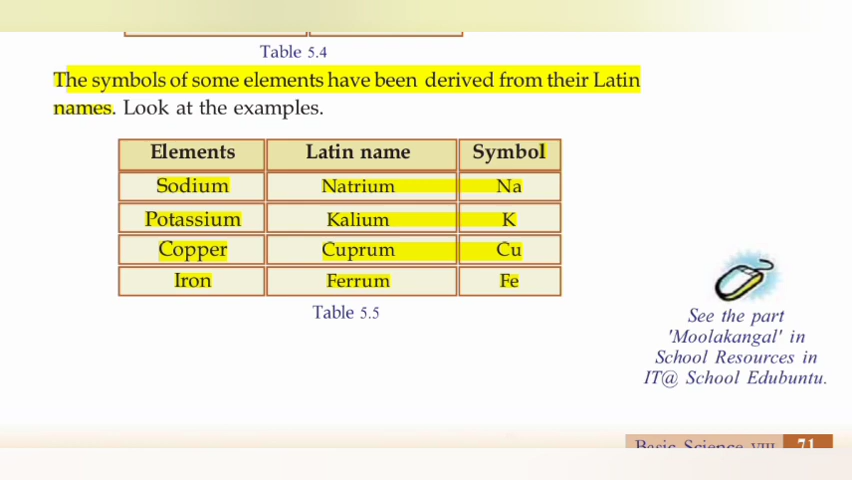 Table 5.4
The symbols of some elements have been derived from their Latin
names. Look at the examples.
Elements Latin name Symbol
Sodium Natrium Na
Potassium Kalium K
Copper Cuprum Cu
Iron Ferrum Fe
Table 5.5
See the part
'Moolakangal' in
School Resources in
IT@ School Edubuntu.
Basic Science VIII 71